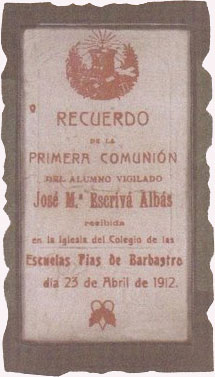 RECUERDO
DE LA
PRIMERA COMUNIÓN
DEL ALUMNO VIGILADO
José M.ª Escrivá Albás
recibida
en la Iglesia del Colegio de las
Escuelas Pías de Barbastro
día 23 de Abril de 1912.